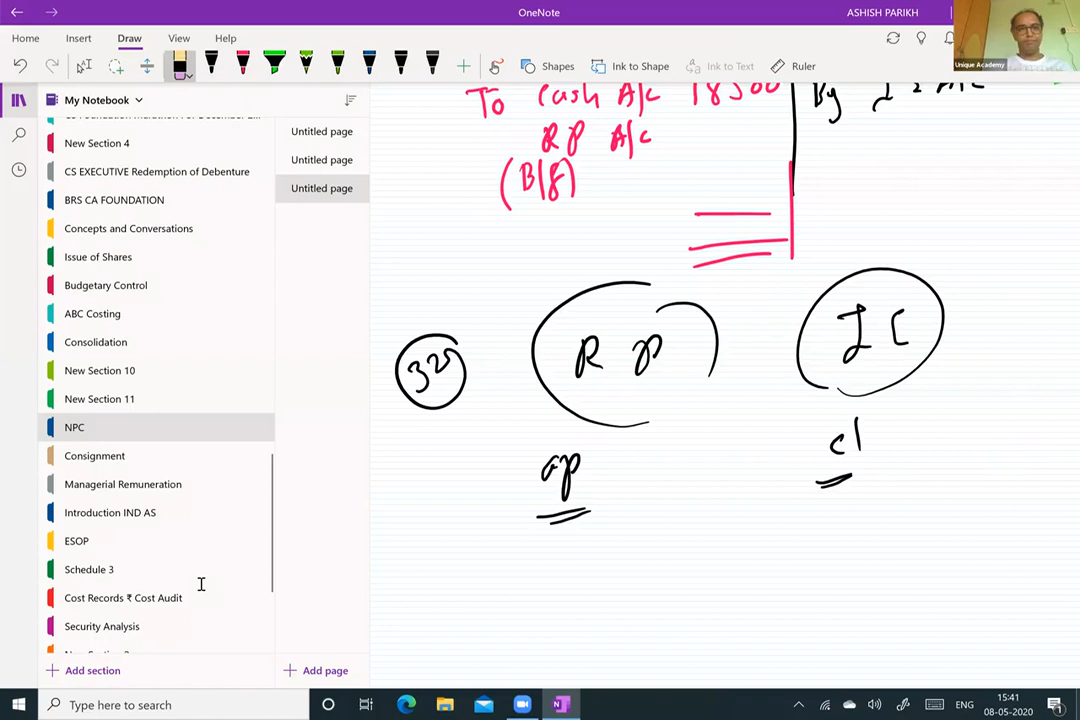 OneNote
ASHISH PARIKH
Home Insert Draw View Help
Shapes Ink to Shape Ink to Text Ruler
Unique Academy
My Notebook
New Section 4
CS EXECUTIVE Redemption of Debenture
BRS CA FOUNDATION
Concepts and Conversations
Issue of Shares
Budgetary Control
ABC Costing
Consolidation
New Section 10
New Section 11
NPC
Consignment
Managerial Remuneration
Introduction IND AS
ESOP
Schedule 3
Cost Records ₹ Cost Audit
Security Analysis
Add section
Untitled page
Untitled page
Untitled page
Add page
To Cash A/c 18500
RP A/c
(B/f)
By
R P
op
cl
Type here to search
ENG
15:41
08-05-2020
1